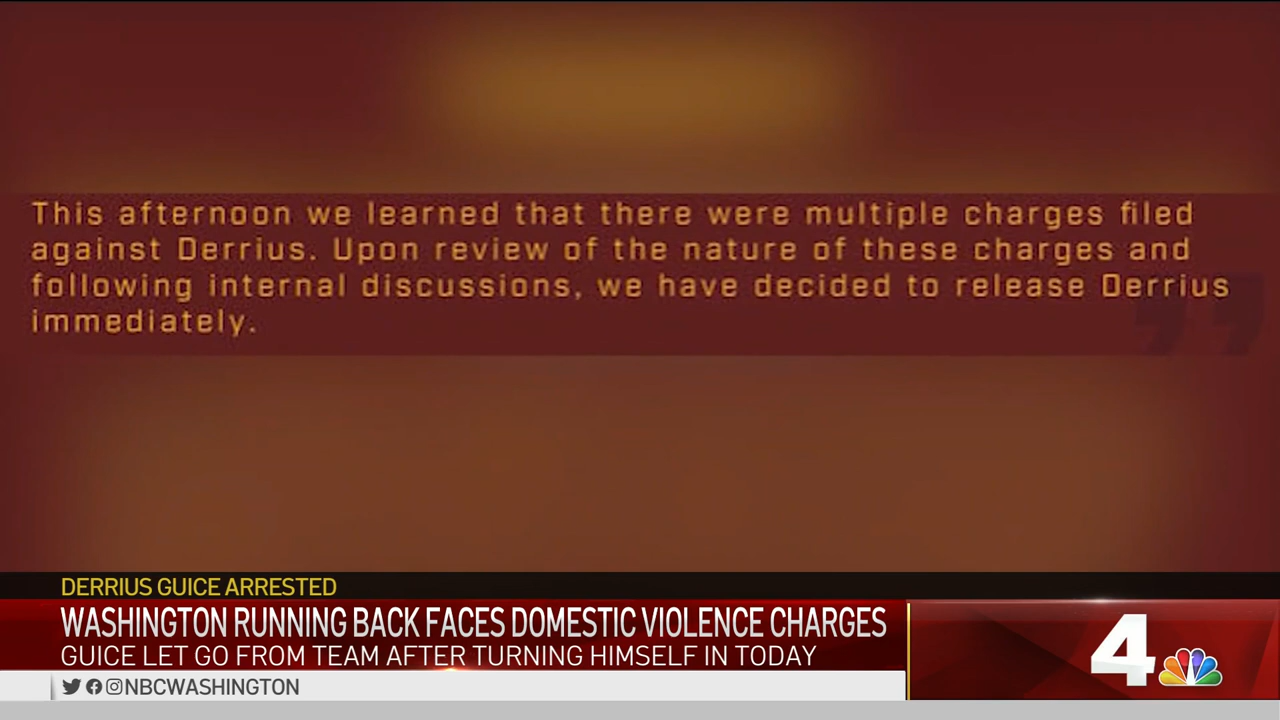 This afternoon we learned that there were multiple charges filed
against Derrius. Upon review of the nature of these charges and
following internal discussions, we have decided to release Derrius
immediately.
”
DERRIUS GUICE ARRESTED
WASHINGTON RUNNING BACK FACES DOMESTIC VIOLENCE CHARGES
GUICE LET GO FROM TEAM AFTER TURNING HIMSELF IN TODAY
NBCWASHINGTON
4